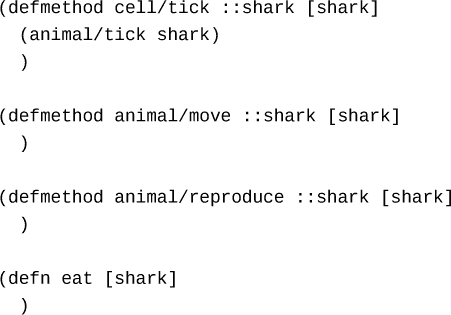 (defmethod cell/tick ::shark [shark]
  (animal/tick shark)
  )

(defmethod animal/move ::shark [shark]
  )

(defmethod animal/reproduce ::shark [shark]
  )

(defn eat [shark]
  )